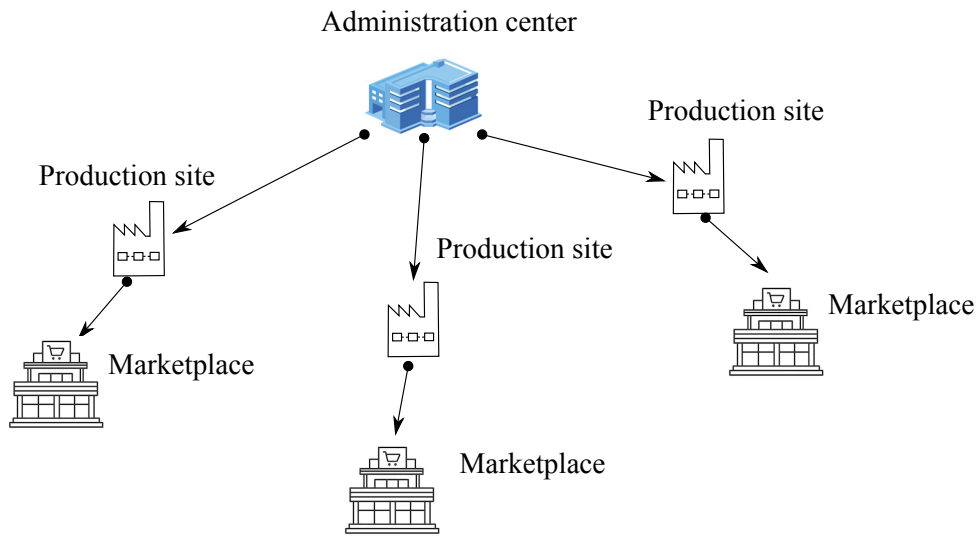 Administration center
Production site
Production site
Production site
Marketplace
Marketplace
Marketplace